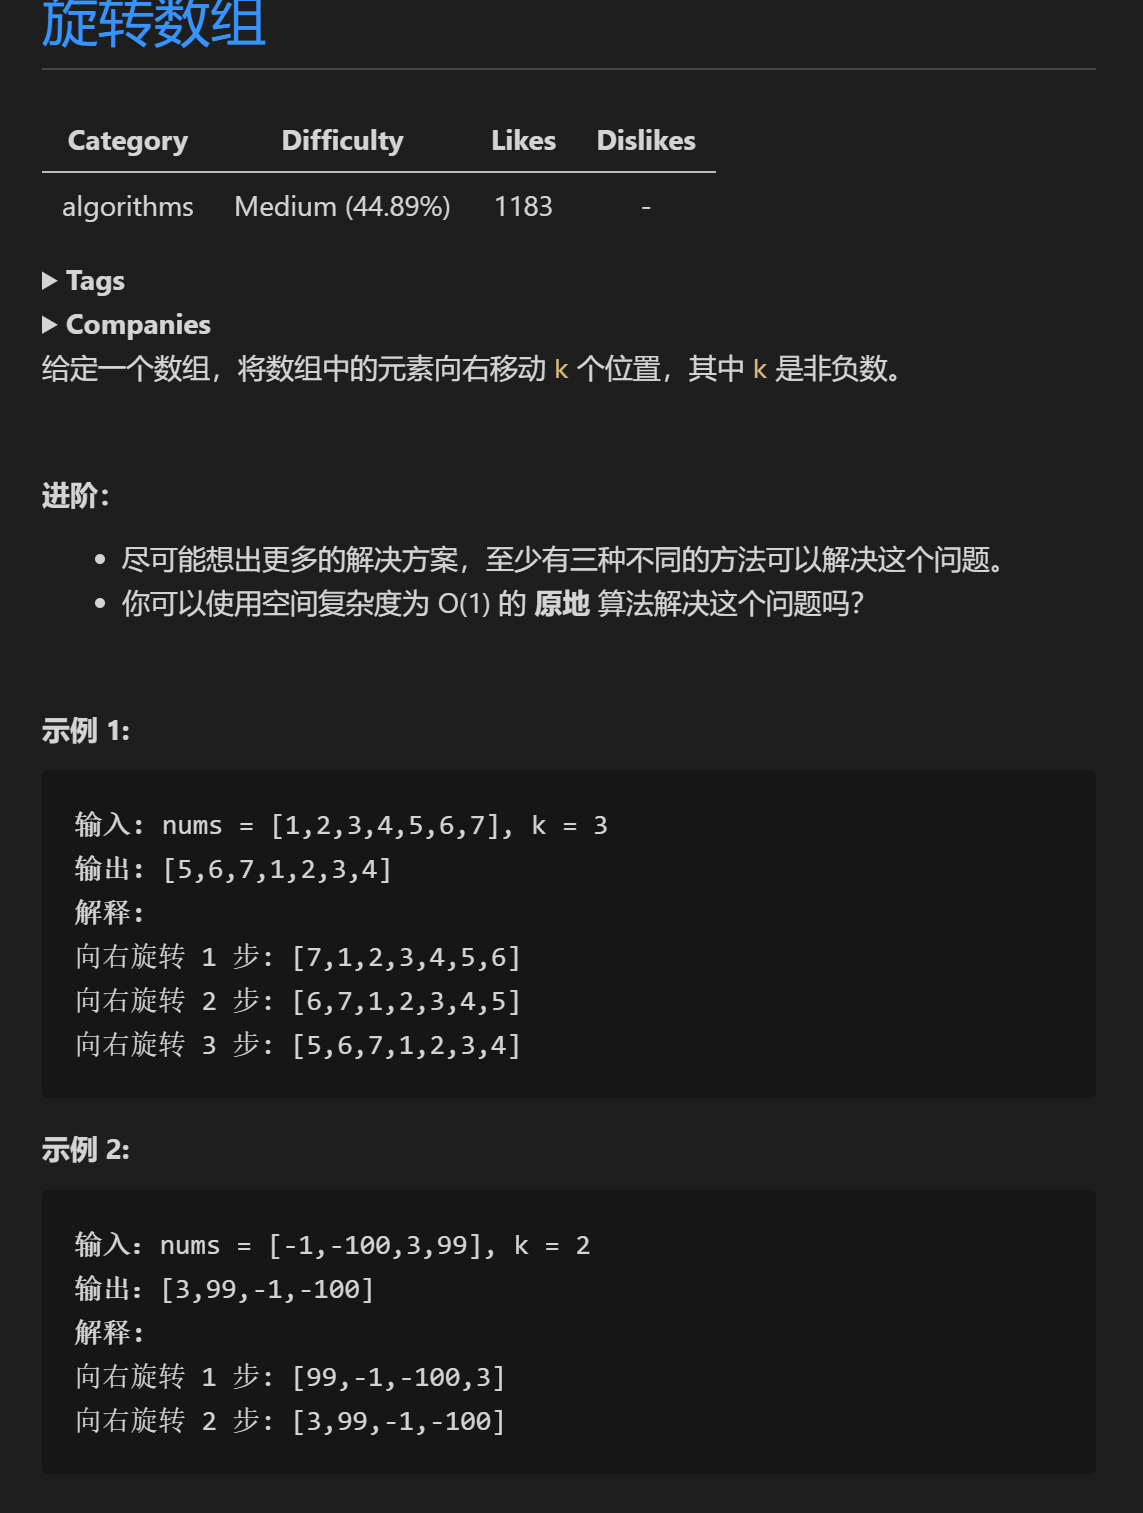 旋转数组
Category Difficulty Likes Dislikes
algorithms Medium (44.89%) 1183 -
▶ Tags
▶ Companies
给定一个数组，将数组中的元素向右移动 k 个位置，其中 k 是非负数。
进阶：
• 尽可能想出更多的解决方案，至少有三种不同的方法可以解决这个问题。
• 你可以使用空间复杂度为 O(1) 的 原地 算法解决这个问题吗？
示例 1:
输入: nums = [1,2,3,4,5,6,7], k = 3
输出: [5,6,7,1,2,3,4]
解释:
向右旋转 1 步: [7,1,2,3,4,5,6]
向右旋转 2 步: [6,7,1,2,3,4,5]
向右旋转 3 步: [5,6,7,1,2,3,4]
示例 2:
输入：nums = [-1,-100,3,99], k = 2
输出：[3,99,-1,-100]
解释:
向右旋转 1 步: [99,-1,-100,3]
向右旋转 2 步: [3,99,-1,-100]